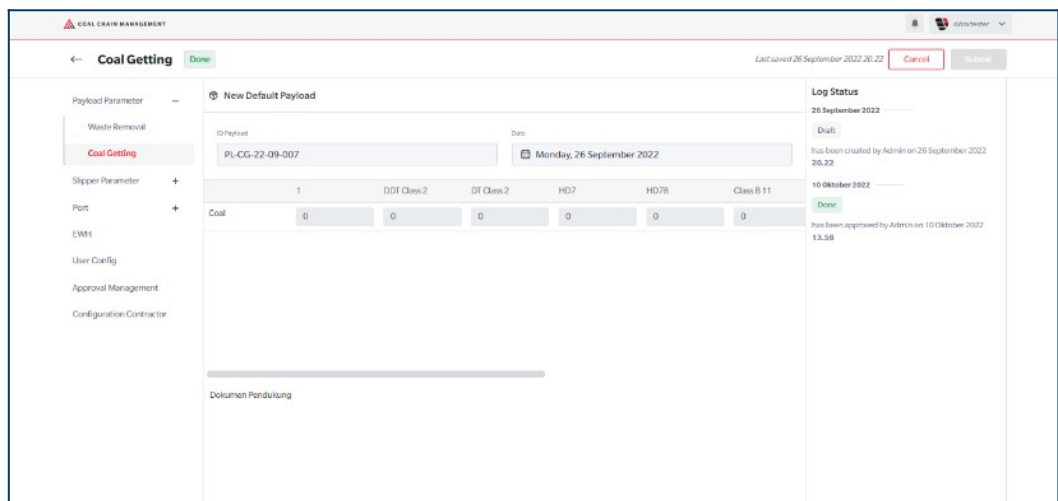 COAL CHAIN MANAGEMENT
ddm tester
← Coal Getting Done
Last saved 26 September 2022 20.22 Cancel Submit
Payload Parameter −
Waste Removal
Coal Getting
Slipper Parameter +
Port +
EWH
User Config
Approval Management
Configuration Contractor
New Default Payload
ID Payload
PL-CG-22-09-007
Date
Monday, 26 September 2022
1 DDT Class 2 DT Class 2 HD7 HD78 Class B 11
Coal 0 0 0 0 0 0
Dokumen Pendukung
Log Status
26 September 2022
Draft
has been created by Admin on 26 September 2022
20.22
10 Oktober 2022
Done
has been approved by Admin on 10 Oktober 2022
13.58